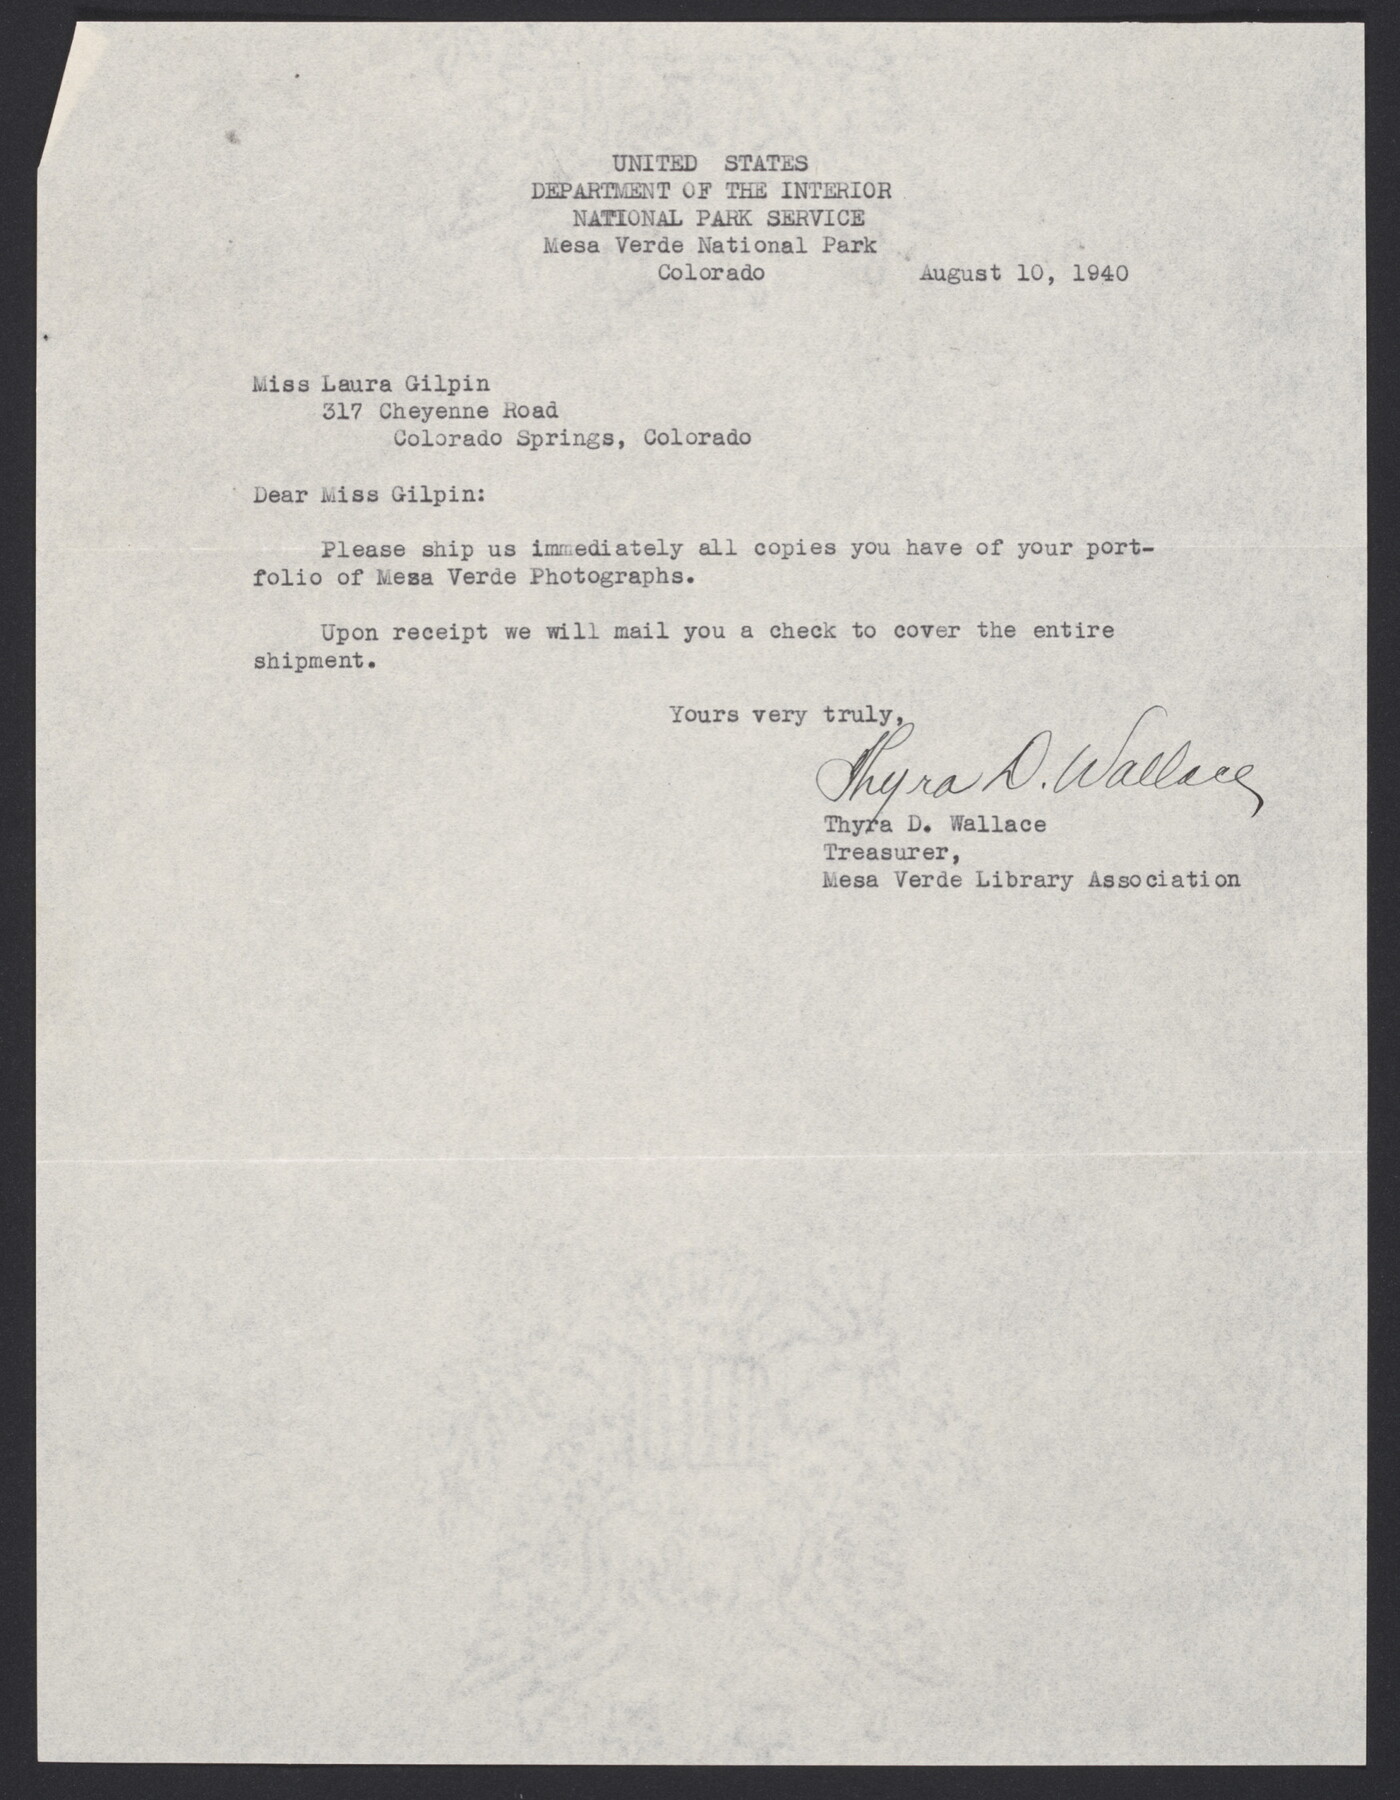 UNITED STATES
DEPARTMENT OF THE INTERIOR
NATIONAL PARK SERVICE
Mesa Verde National Park
Colorado August 10, 1940
Miss Laura Gilpin
317 Cheyenne Road
Colorado Springs, Colorado
Dear Miss Gilpin:
Please ship us immediately all copies you have of your port-
folio of Mesa Verde Photographs.
Upon receipt we will mail you a check to cover the entire
shipment.
Yours very truly,
Thyra D. Wallace
Thyra D. Wallace
Treasurer,
Mesa Verde Library Association